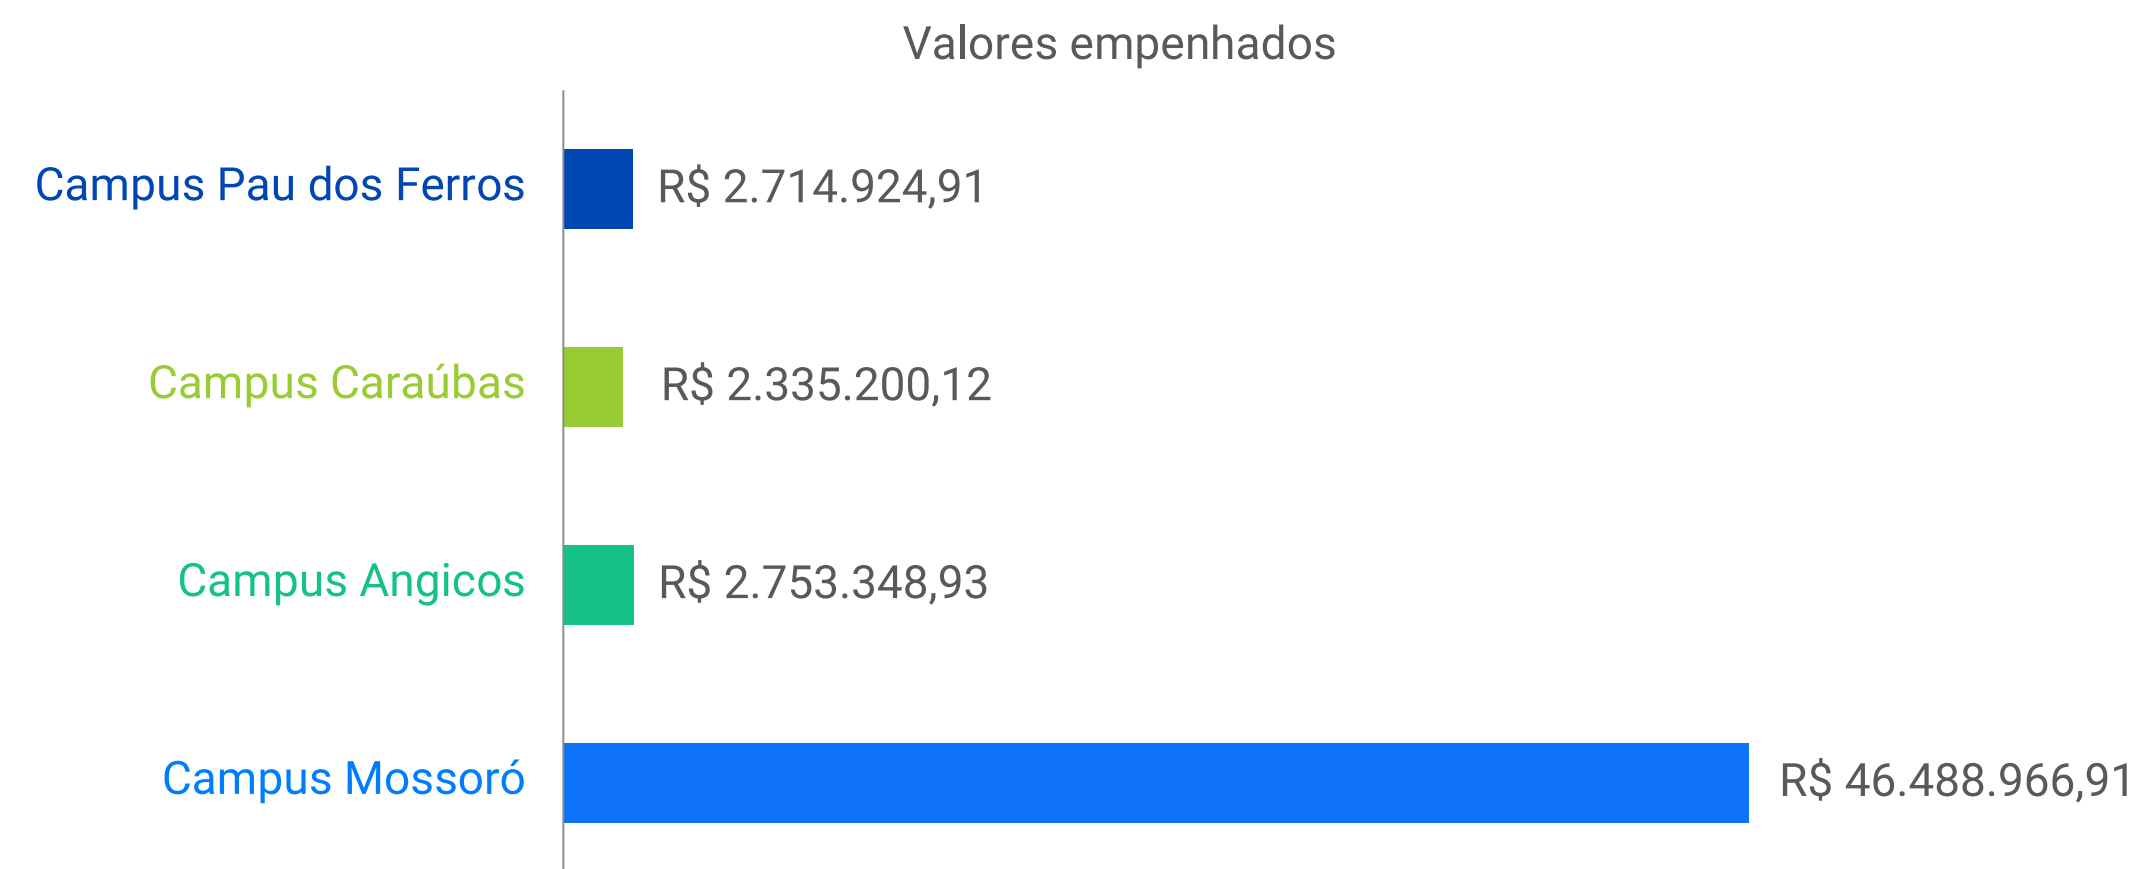 Valores empenhados
Campus Pau dos Ferros R$ 2.714.924,91
Campus Caraúbas R$ 2.335.200,12
Campus Angicos R$ 2.753.348,93
Campus Mossoró R$ 46.488.966,91